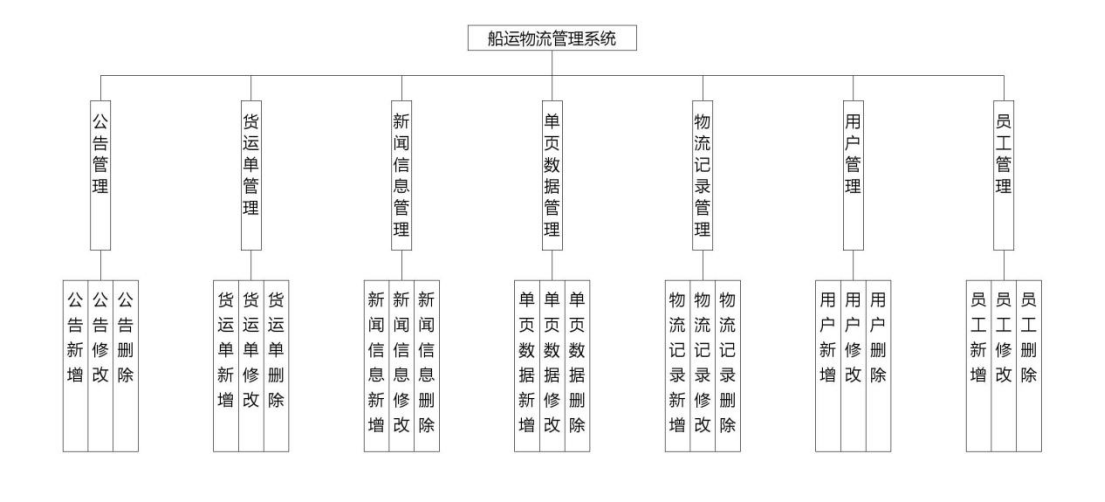 船运物流管理系统
公告管理
货运单管理
新闻信息管理
单页数据管理
物流记录管理
用户管理
员工管理
公告新增
公告修改
公告删除
货运单新增
货运单修改
货运单删除
新闻信息新增
新闻信息修改
新闻信息删除
单页数据新增
单页数据修改
单页数据删除
物流记录新增
物流记录修改
物流记录删除
用户新增
用户修改
用户删除
员工新增
员工修改
员工删除